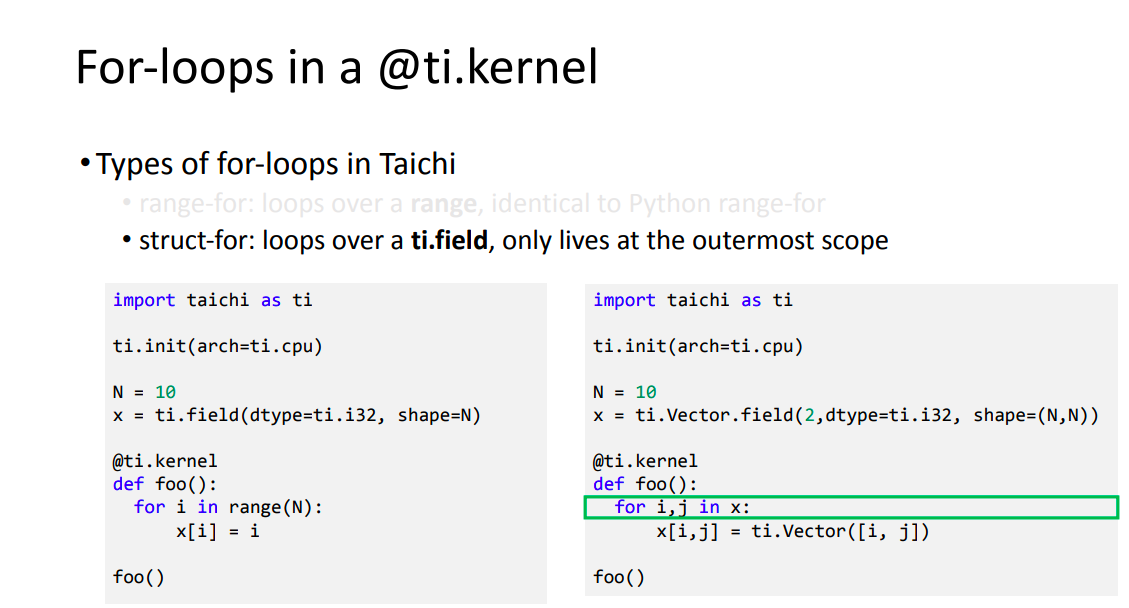 For-loops in a @ti.kernel
• Types of for-loops in Taichi
• range-for: loops over a range, identical to Python range-for
• struct-for: loops over a ti.field, only lives at the outermost scope
import taichi as ti
ti.init(arch=ti.cpu)
N = 10
x = ti.field(dtype=ti.i32, shape=N)
@ti.kernel
def foo():
  for i in range(N):
      x[i] = i
foo()
import taichi as ti
ti.init(arch=ti.cpu)
N = 10
x = ti.Vector.field(2,dtype=ti.i32, shape=(N,N))
@ti.kernel
def foo():
  for i,j in x:
      x[i,j] = ti.Vector([i, j])
foo()